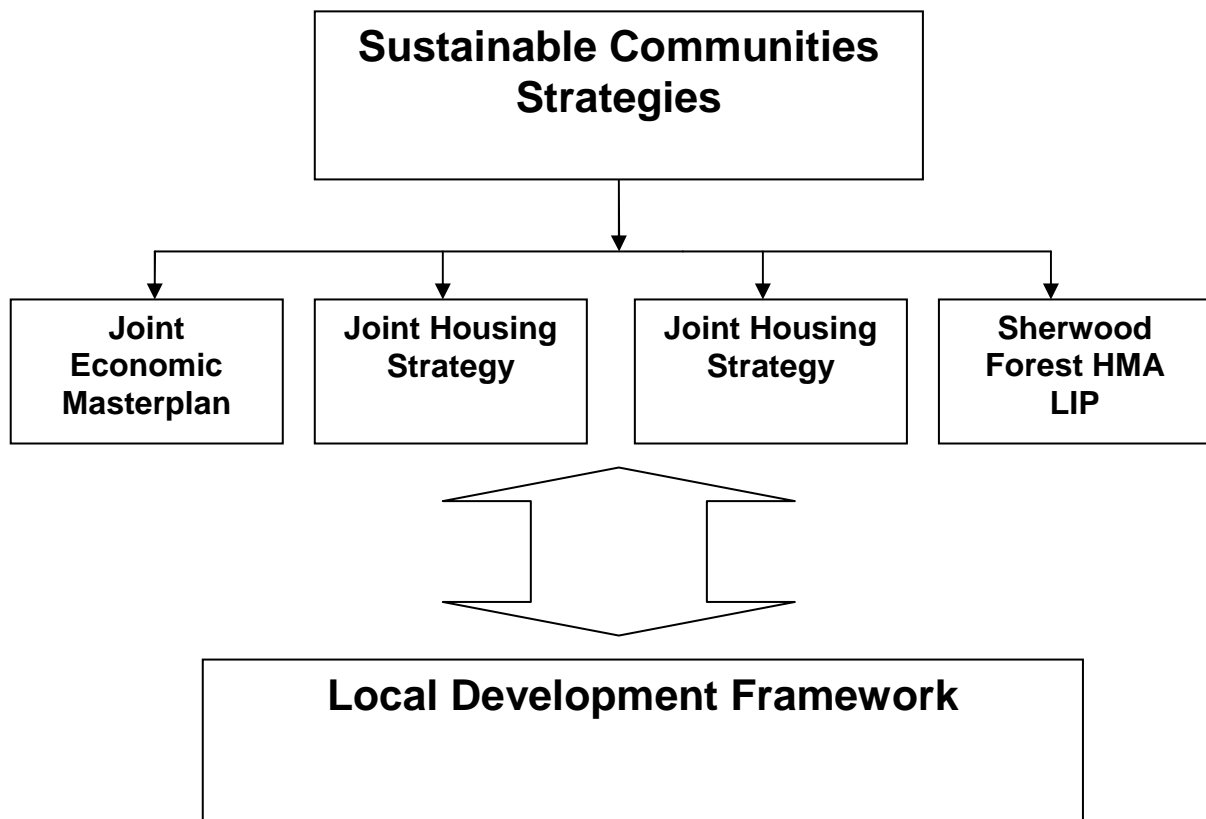 Sustainable Communities
Strategies
Joint
Economic
Masterplan
Joint Housing
Strategy
Joint Housing
Strategy
Sherwood
Forest HMA
LIP
Local Development Framework